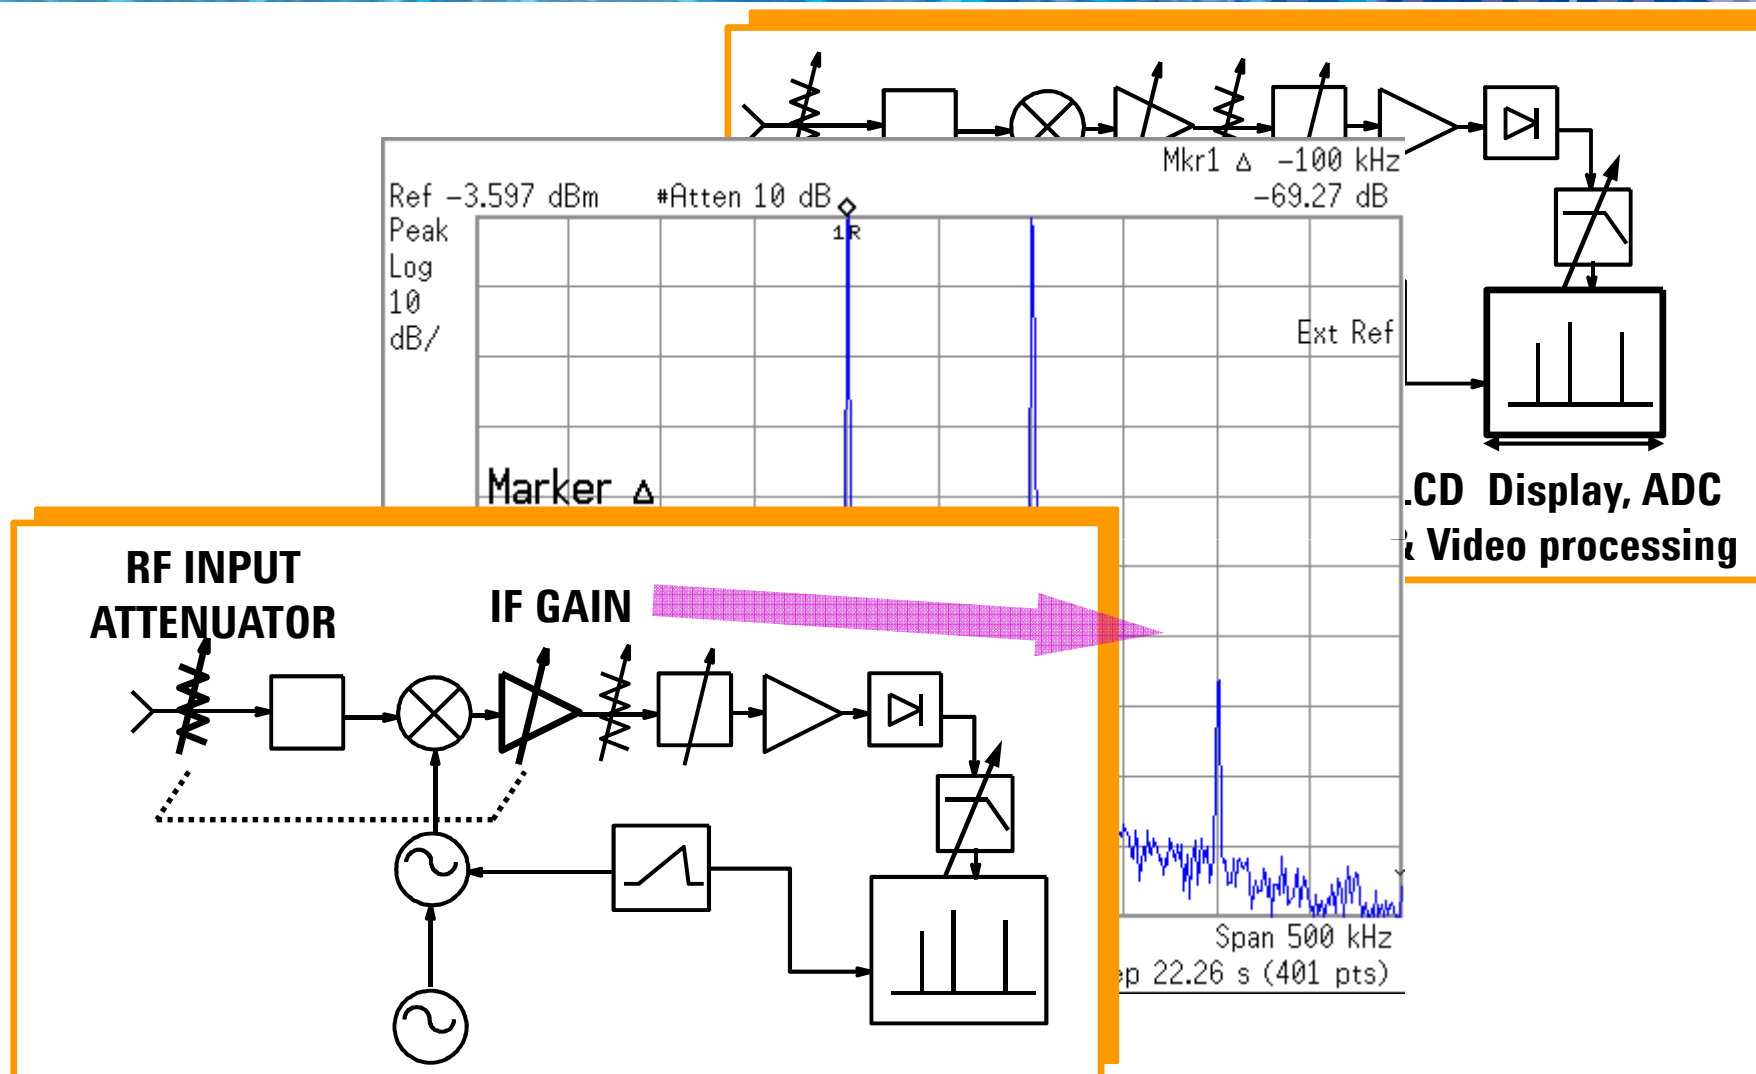 Mkr1 Δ −100 kHz
Ref −3.597 dBm #Atten 10 dB −69.27 dB
Peak
1R
Log
10
dB/
Ext Ref
Marker Δ
Display, ADC
Video processing
RF INPUT
ATTENUATOR
IF GAIN
Span 500 kHz
22.26 s (401 pts)